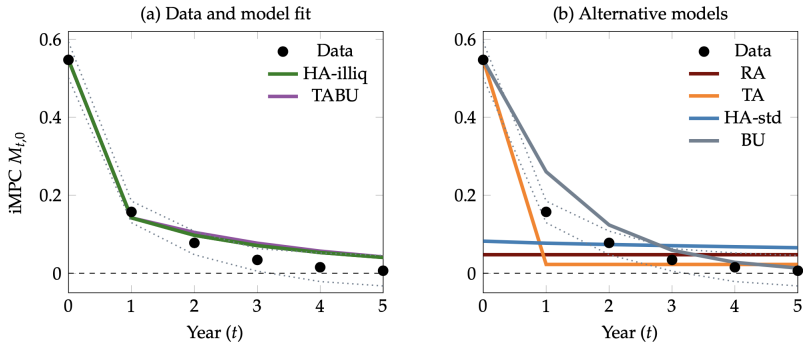 (a) Data and model fit
0.6
0.4
0.2
0
iMPC M_{t,0}
Data
HA-illiq
TABU
0 1 2 3 4 5
Year (t)
(b) Alternative models
0.6
0.4
0.2
0
Data
RA
TA
HA-std
BU
0 1 2 3 4 5
Year (t)